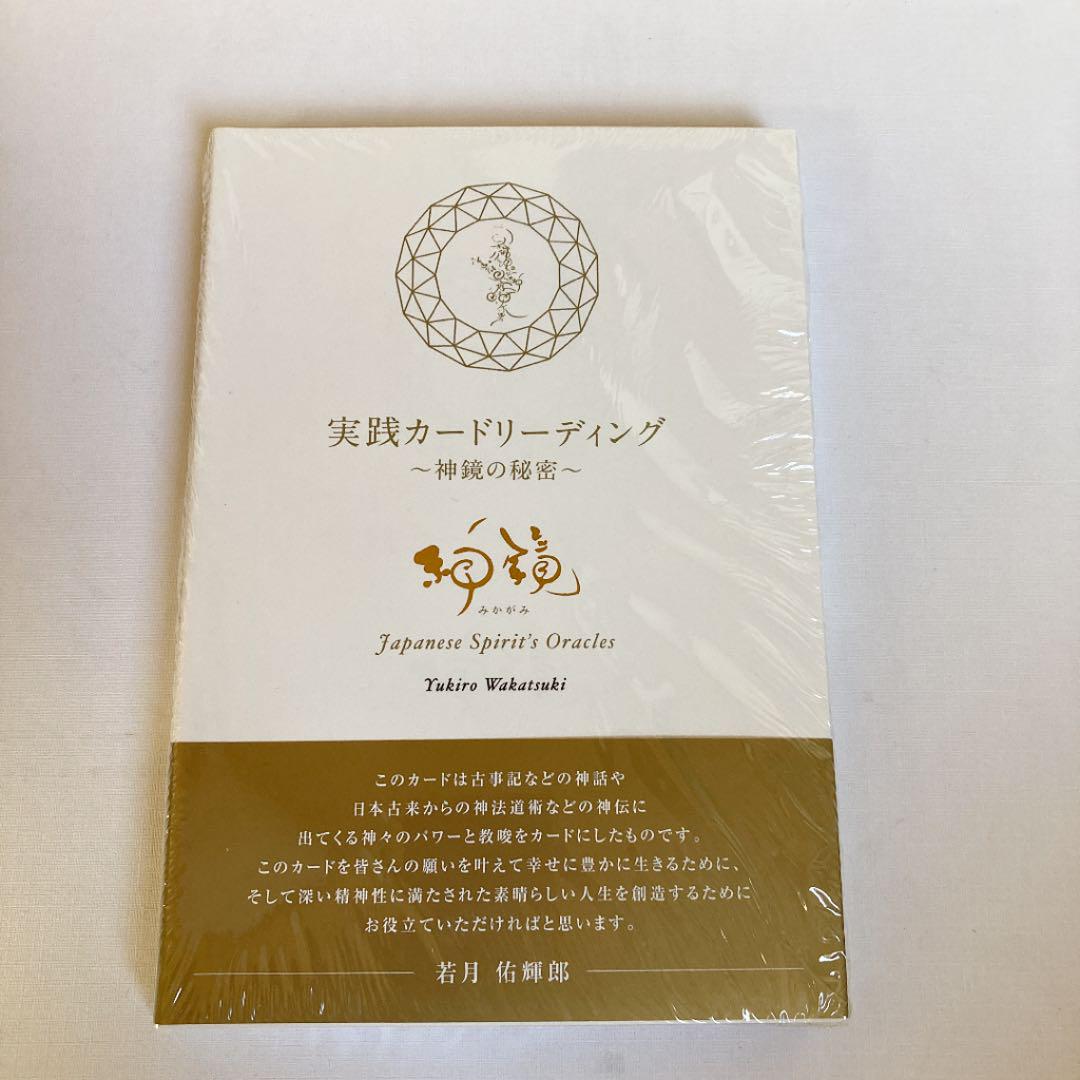 実践カードリーディング
～神鏡の秘密～
神鏡
みかがみ
Japanese Spirit's Oracles
Yukiro Wakatsuki
このカードは古事記などの神話や
日本古来からの神法道術などの神伝に
出てくる神々のパワーと教唆をカードにしたものです。
このカードを皆さんの願いを叶えて幸せに豊かに生きるために、
そして深い精神性に満たされた素晴らしい人生を創造するために
お役立ていただければと思います。
若月 佑輝郎